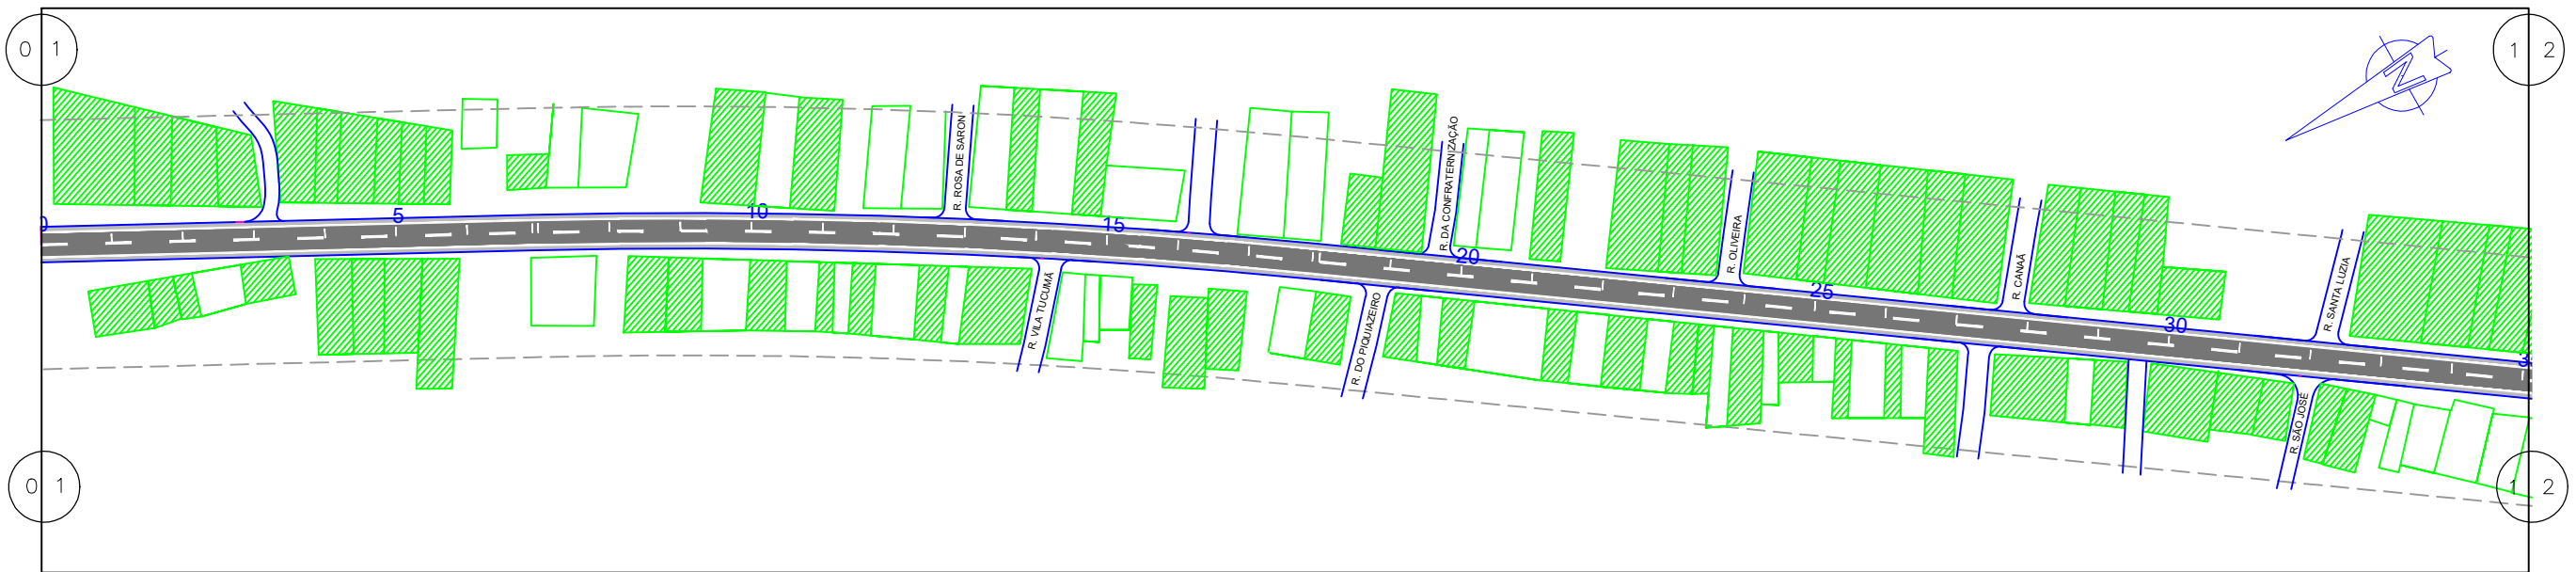 0 1
1 2
R. ROSA DE SARON
R. DA CONFRATERNIZAÇÃO
R. OLIVEIRA
R. CANAÃ
R. SANTA LUZIA
0
5
10
15
20
25
30
R. VILA TUCUMÃ
R. DO PIQUIAZEIRO
R. SÃO JOSÉ
0 1
1 2
N